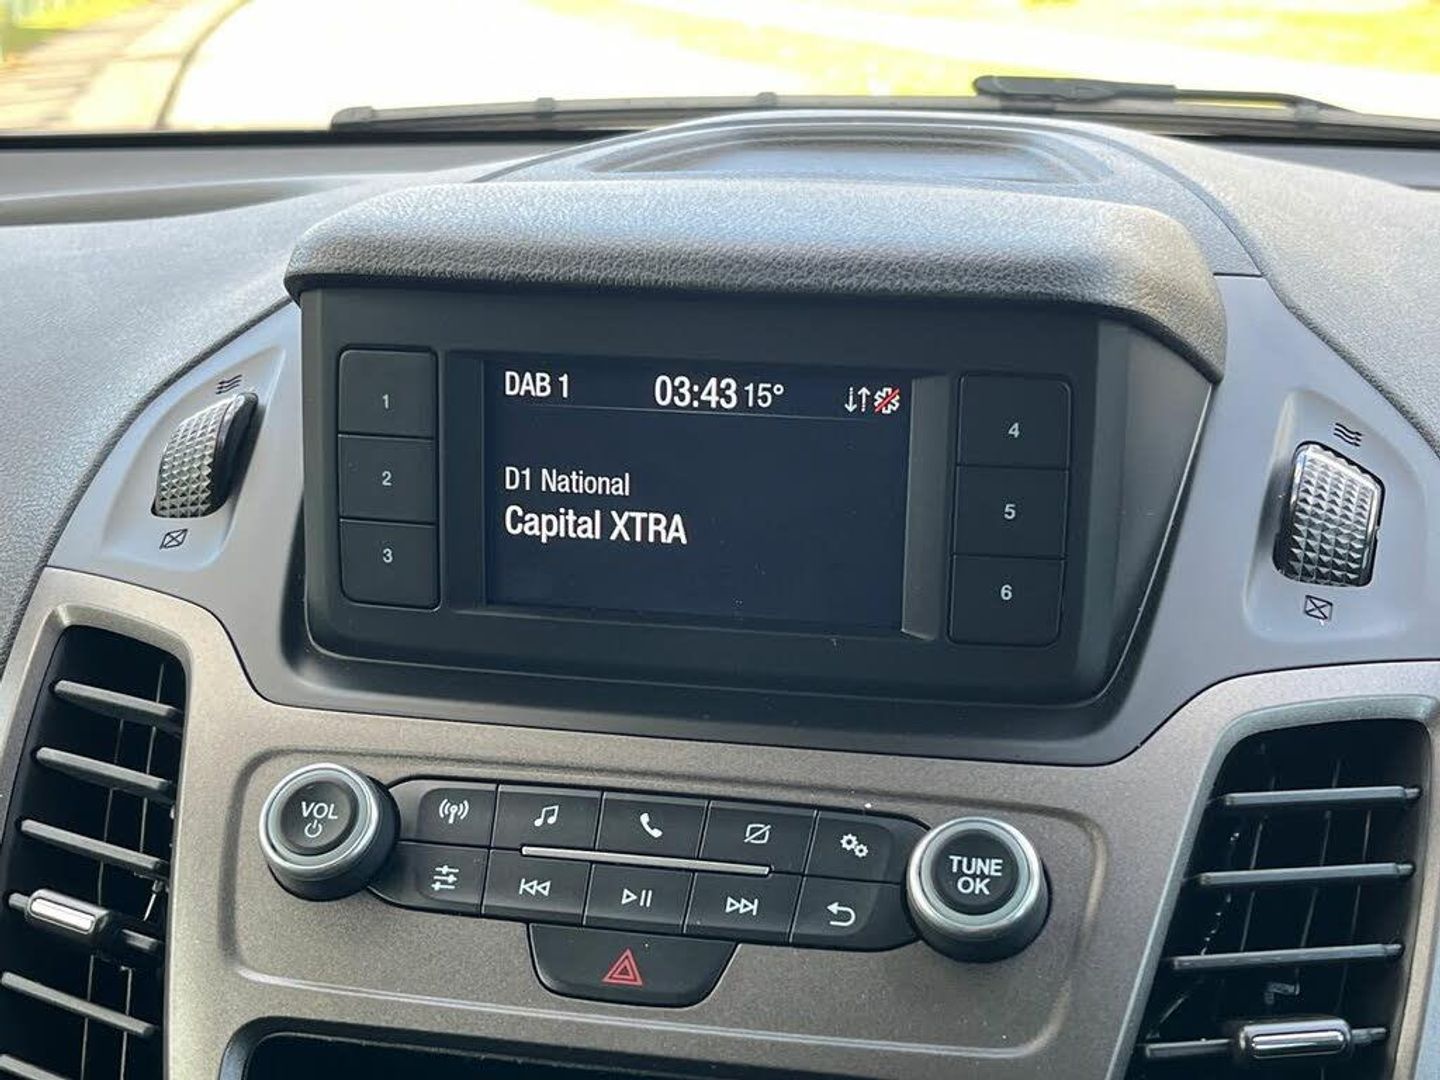 DAB 1 03:43 15°
D1 National
Capital XTRA
1
2
3
4
5
6
VOL
TUNE
OK